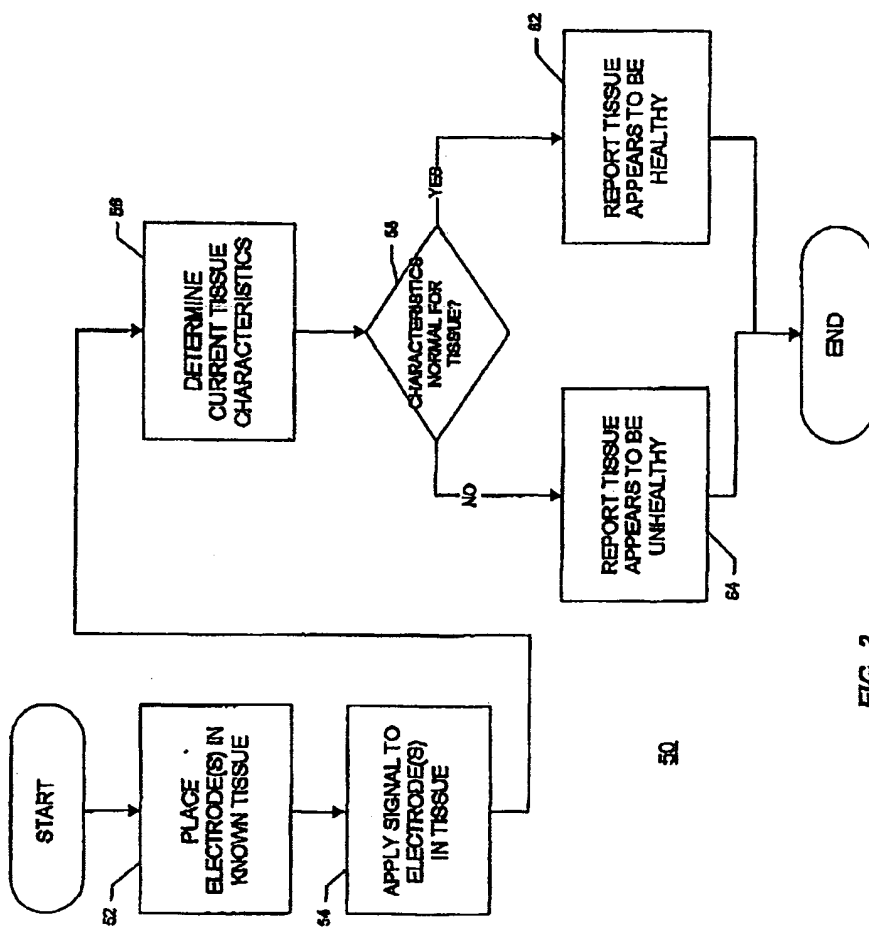 START
52
PLACE
ELECTRODE(S) IN
KNOWN TISSUE
54
APPLY SIGNAL TO
ELECTRODE(S)
IN TISSUE
50
56
DETERMINE
CURRENT TISSUE
CHARACTERISTICS
58
CHARACTERISTICS
NORMAL FOR
TISSUE?
NO
YES
64
REPORT TISSUE
APPEARS TO BE
UNHEALTHY
62
REPORT TISSUE
APPEARS TO BE
HEALTHY
END
FIG.